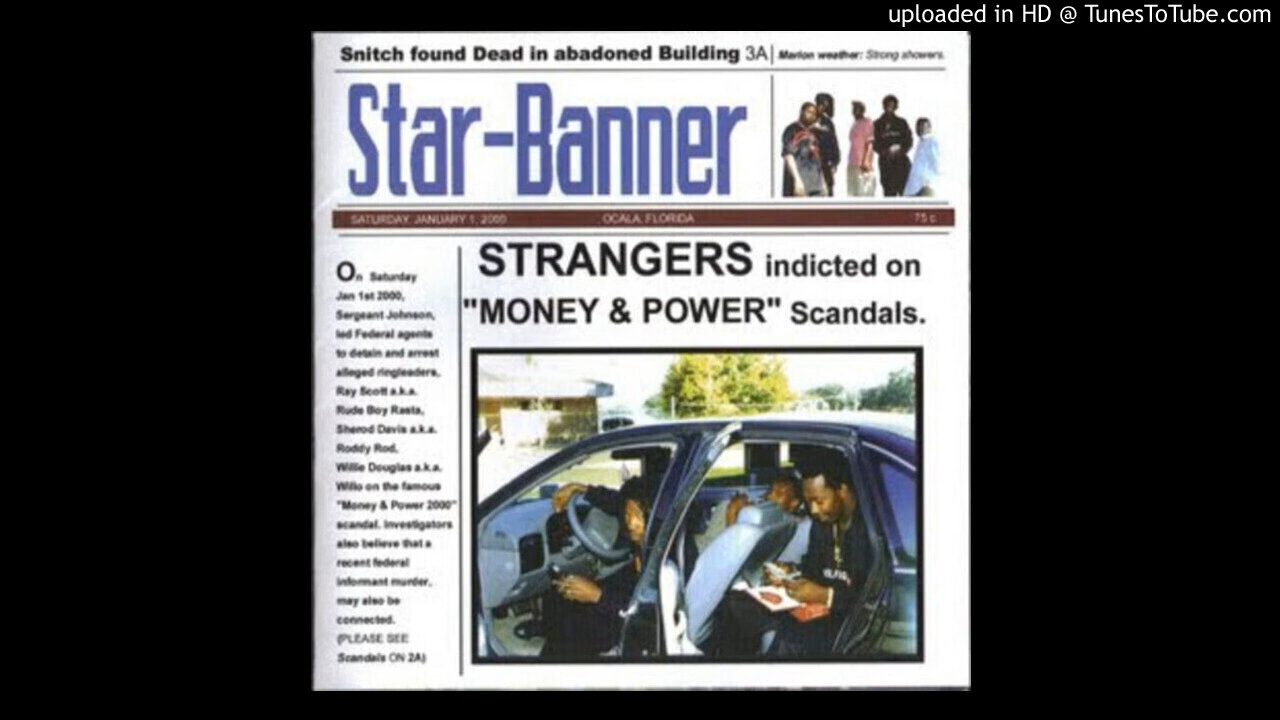 uploaded in HD @ TunesToTube.com
Snitch found Dead in abadoned Building 3A
Marion weather: Strong showers.
Star-Banner
SATURDAY JANUARY 1, 2000 OCALA, FLORIDA 75 c
STRANGERS indicted on
"MONEY & POWER" Scandals.
On Saturday
Jan 1st 2000,
Sergeant Johnson,
led Federal agents
to detain and arrest
alleged ringleaders,
Ray Scott a.k.a.
Rude Boy Rasta,
Sherod Davis a.k.a.
Roddy Rod,
Willie Douglas a.k.a.
Willo on the famous
"Money & Power 2000"
scandal. Investigators
also believe that a
recent federal
informant murder,
may also be
connected.
(PLEASE SEE
Scandals ON 2A)